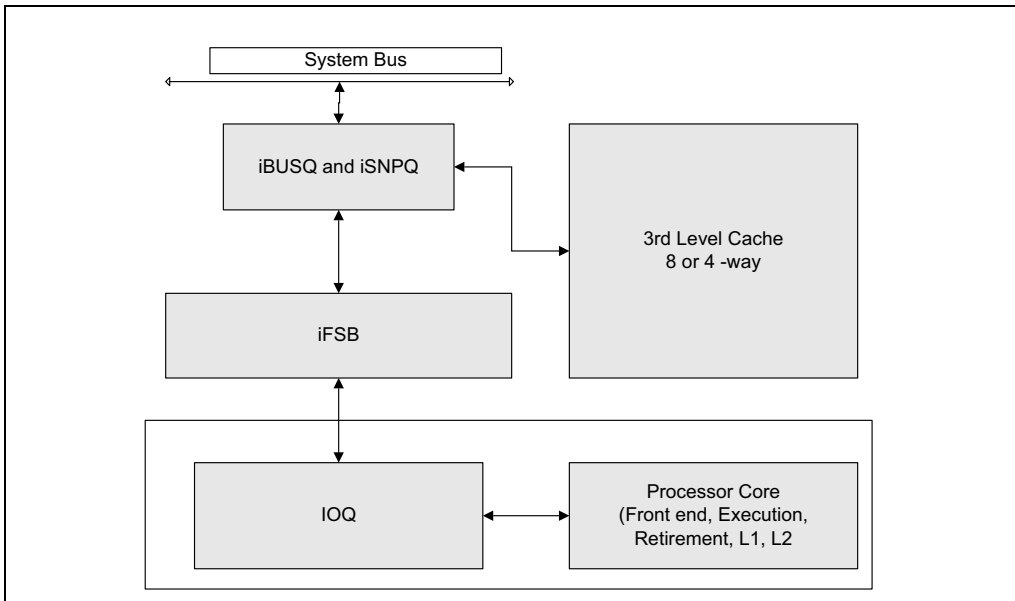 System Bus
iBUSQ and iSNPQ
3rd Level Cache
8 or 4 -way
iFSB
IOQ
Processor Core
(Front end, Execution,
Retirement, L1, L2